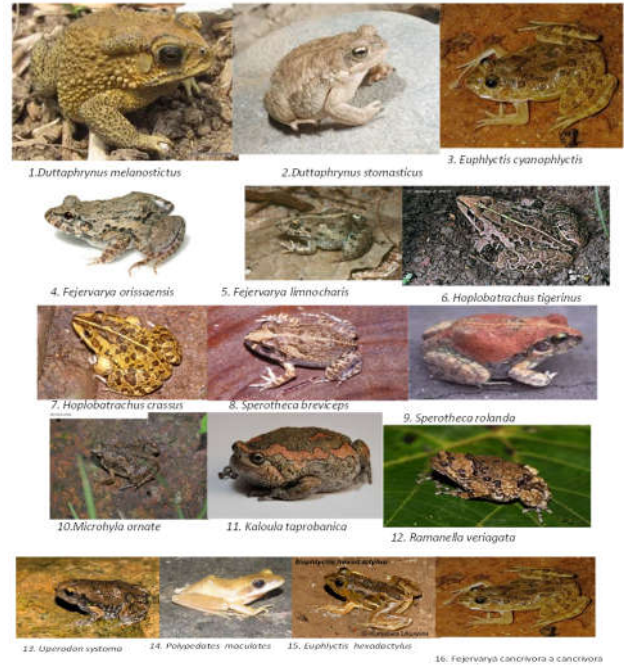 1.Duttaphrynus melanostictus
2.Duttaphrynus stomasticus
3. Euphlyctis cyanophlyctis
4. Fejervarya orissaensis
5. Fejervarya limnocharis
6. Hoplobatrachus tigerinus
7. Hoplobatrachus crassus
8. Sperotheca breviceps
9. Sperotheca rolanda
10.Microhyla ornate
11. Kaloula taprobanica
12. Ramanella veriagata
Euphlyctis hexadactylus
13. Uperodon systoma
14. Polypedates maculates
15. Euphlyctis hexadactylus
16. Fejervarya cancrivora a cancrivora